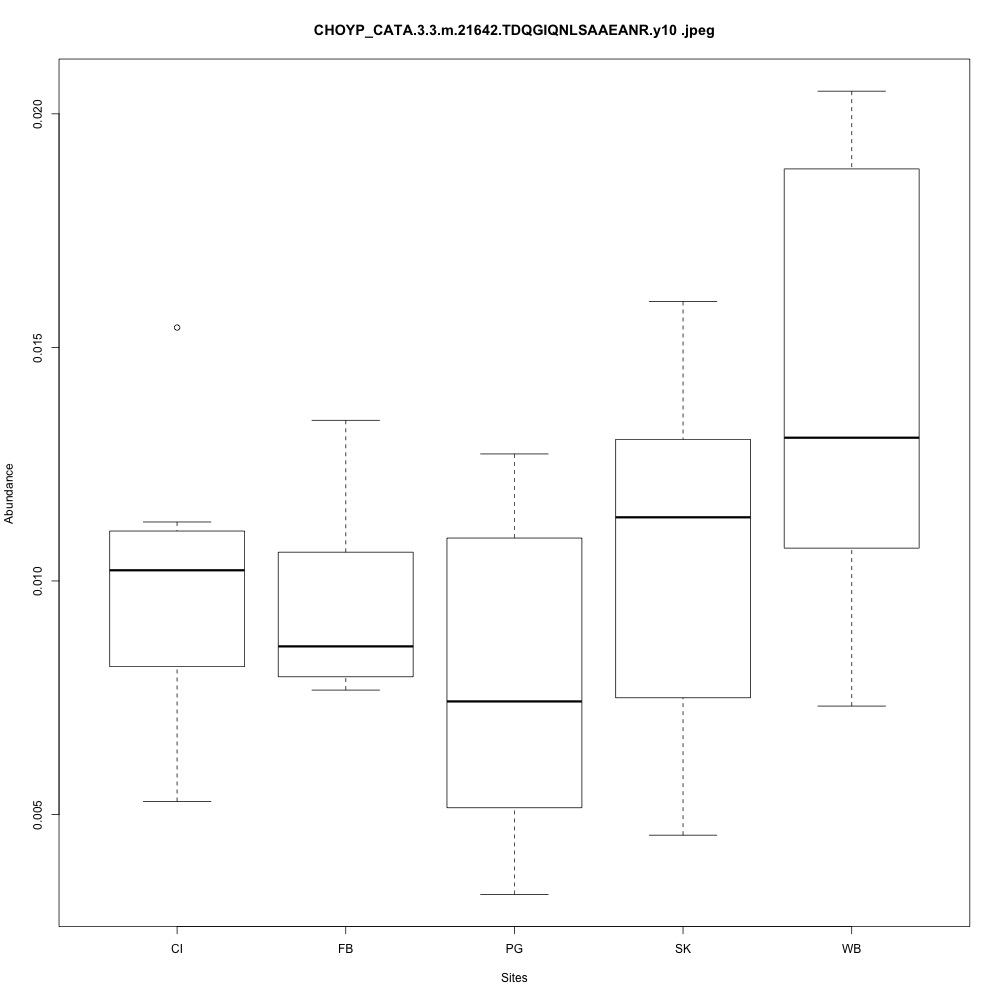 CHOYP_CATA.3.3.m.21642.TDQGIQNLSAAEANR.y10 .jpeg
0.020
0.015
0.010
0.005
Abundance
CI FB PG SK WB
Sites